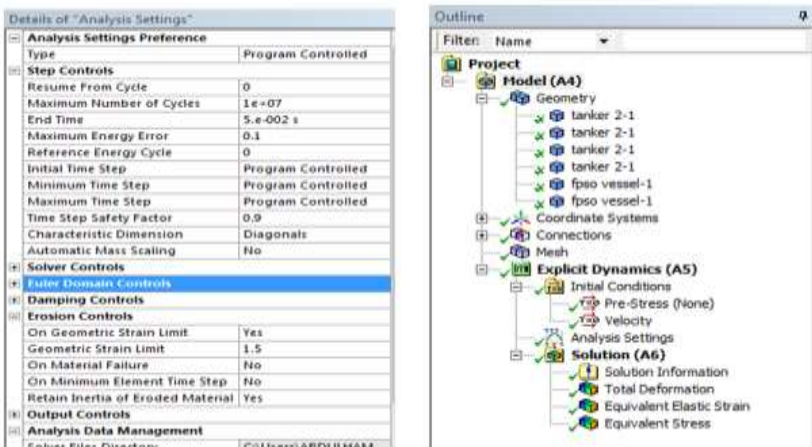 Details of "Analysis Settings"
Analysis Settings Preference
Type Program Controlled
Step Controls
Resume From Cycle 0
Maximum Number of Cycles 1e+07
End Time 5.e-002 s
Maximum Energy Error 0.1
Reference Energy Cycle 0
Initial Time Step Program Controlled
Minimum Time Step Program Controlled
Maximum Time Step Program Controlled
Time Step Safety Factor 0.9
Characteristic Dimension Diagonals
Automatic Mass Scaling No
Solver Controls
Euler Domain Controls
Damping Controls
Erosion Controls
On Geometric Strain Limit Yes
Geometric Strain Limit 1.5
On Material Failure No
On Minimum Element Time Step No
Retain Inertia of Eroded Material Yes
Output Controls
Analysis Data Management
Solver Files Directory C:\Users\ABDULHAM
Outline
Filter: Name
Project
Model (A4)
Geometry
tanker 2-1
tanker 2-1
tanker 2-1
tanker 2-1
fpso vessel-1
fpso vessel-1
Coordinate Systems
Connections
Mesh
Explicit Dynamics (A5)
Initial Conditions
Pre-Stress (None)
Velocity
Analysis Settings
Solution (A6)
Solution Information
Total Deformation
Equivalent Elastic Strain
Equivalent Stress